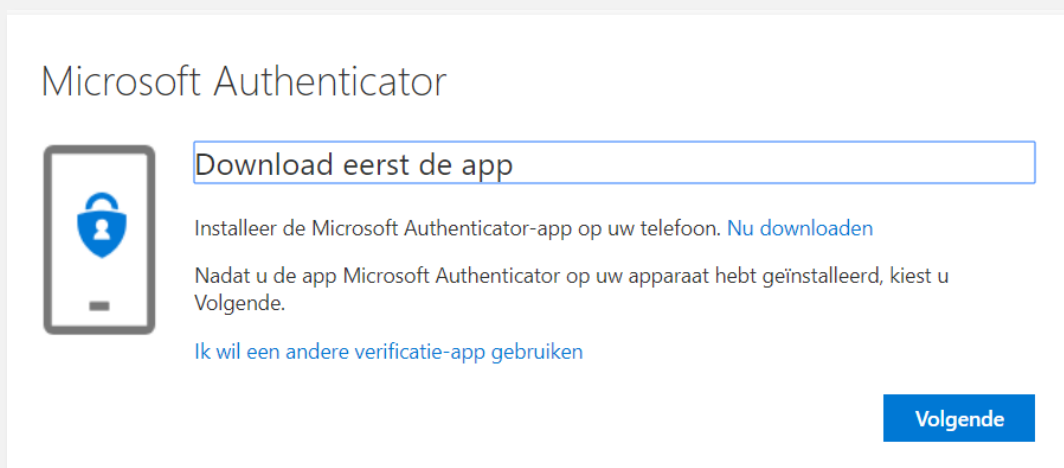 Microsoft Authenticator
Download eerst de app
Installeer de Microsoft Authenticator-app op uw telefoon. Nu downloaden
Nadat u de app Microsoft Authenticator op uw apparaat hebt geïnstalleerd, kiest u
Volgende.
Ik wil een andere verificatie-app gebruiken
Volgende